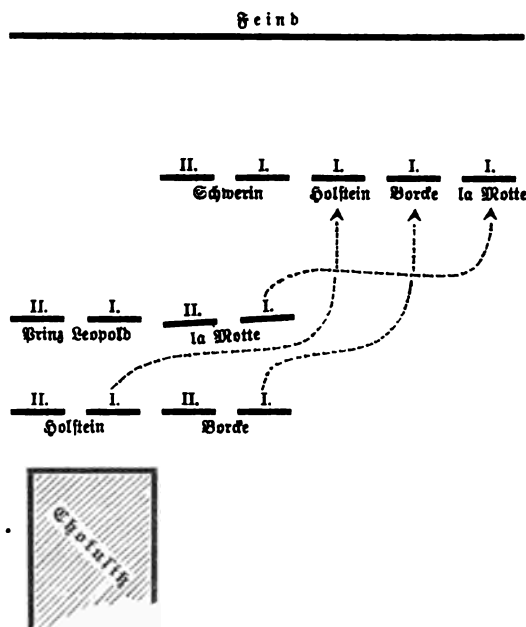 Feind
II. I. I. I. I.
Schwerin Holstein Borcke la Motte
II. I. II. I.
Prinz Leopold la Motte
II. I. II. I.
Holstein Borcke
Chotusitz